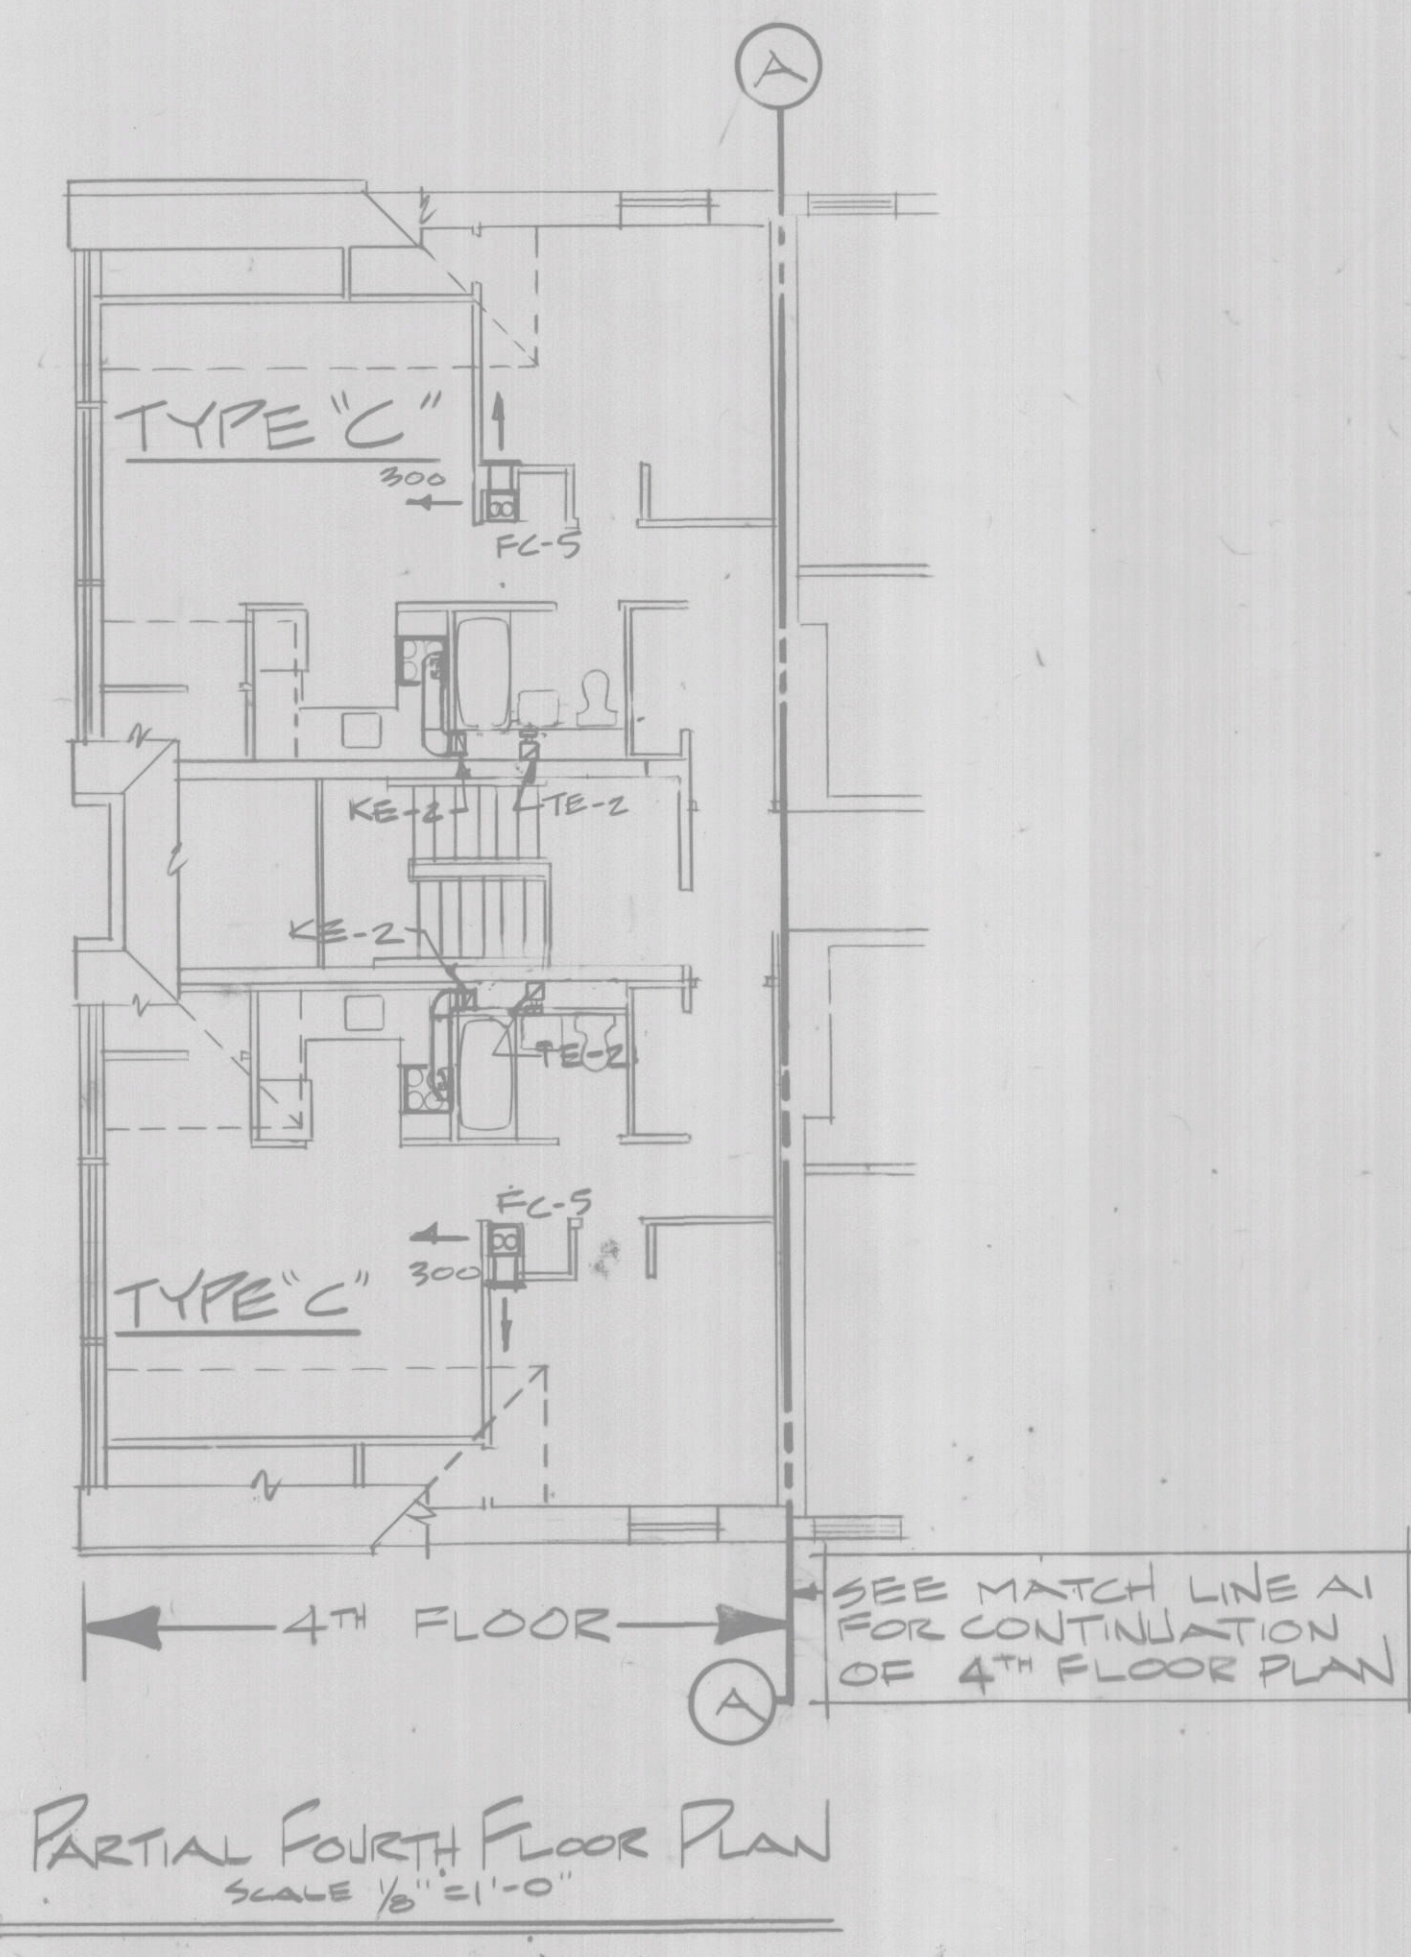 A
TYPE "C"
300
FC-5
KE-2
TE-2
KE-2
TE-2
FC-5
300
TYPE "C"
4TH FLOOR
SEE MATCH LINE A1
FOR CONTINUATION
OF 4TH FLOOR PLAN
A
PARTIAL FOURTH FLOOR PLAN
SCALE 1/8" = 1'-0"